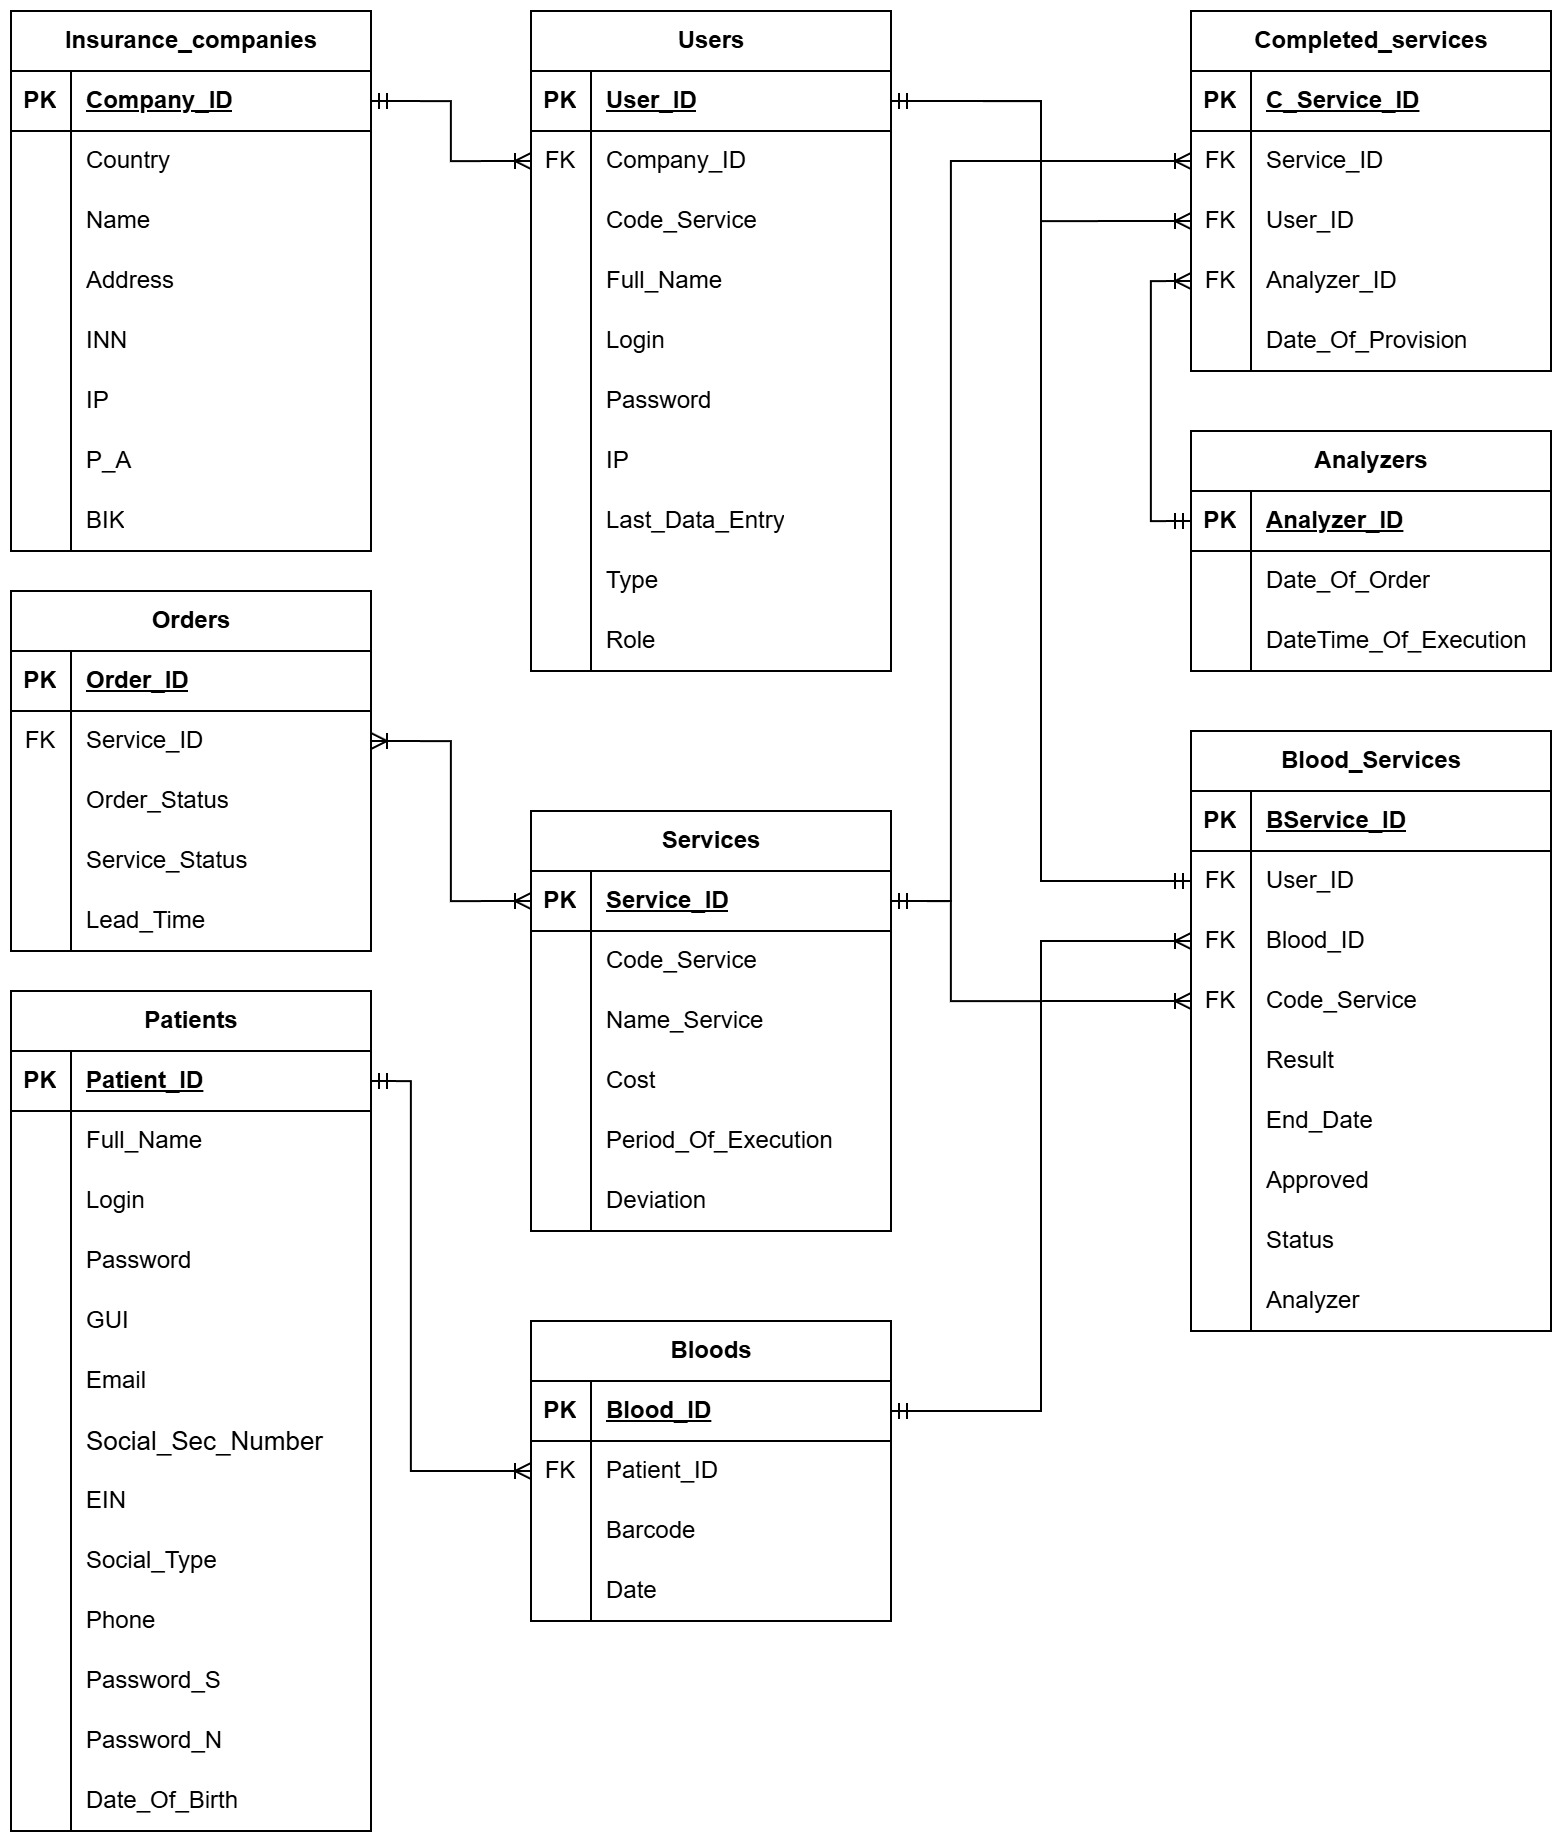 Insurance_companies
PK Company_ID
Country
Name
Address
INN
IP
P_A
BIK
Users
PK User_ID
FK Company_ID
Code_Service
Full_Name
Login
Password
IP
Last_Data_Entry
Type
Role
Completed_services
PK C_Service_ID
FK Service_ID
FK User_ID
FK Analyzer_ID
Date_Of_Provision
Analyzers
PK Analyzer_ID
Date_Of_Order
DateTime_Of_Execution
Orders
PK Order_ID
FK Service_ID
Order_Status
Service_Status
Lead_Time
Services
PK Service_ID
Code_Service
Name_Service
Cost
Period_Of_Execution
Deviation
Blood_Services
PK BService_ID
FK User_ID
FK Blood_ID
FK Code_Service
Result
End_Date
Approved
Status
Analyzer
Patients
PK Patient_ID
Full_Name
Login
Password
GUI
Email
Social_Sec_Number
EIN
Social_Type
Phone
Password_S
Password_N
Date_Of_Birth
Bloods
PK Blood_ID
FK Patient_ID
Barcode
Date